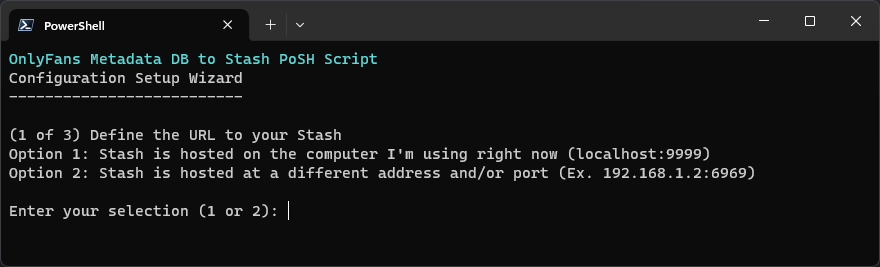 PowerShell
OnlyFans Metadata DB to Stash PoSH Script
Configuration Setup Wizard
--------------------------
(1 of 3) Define the URL to your Stash
Option 1: Stash is hosted on the computer I'm using right now (localhost:9999)
Option 2: Stash is hosted at a different address and/or port (Ex. 192.168.1.2:6969)
Enter your selection (1 or 2):